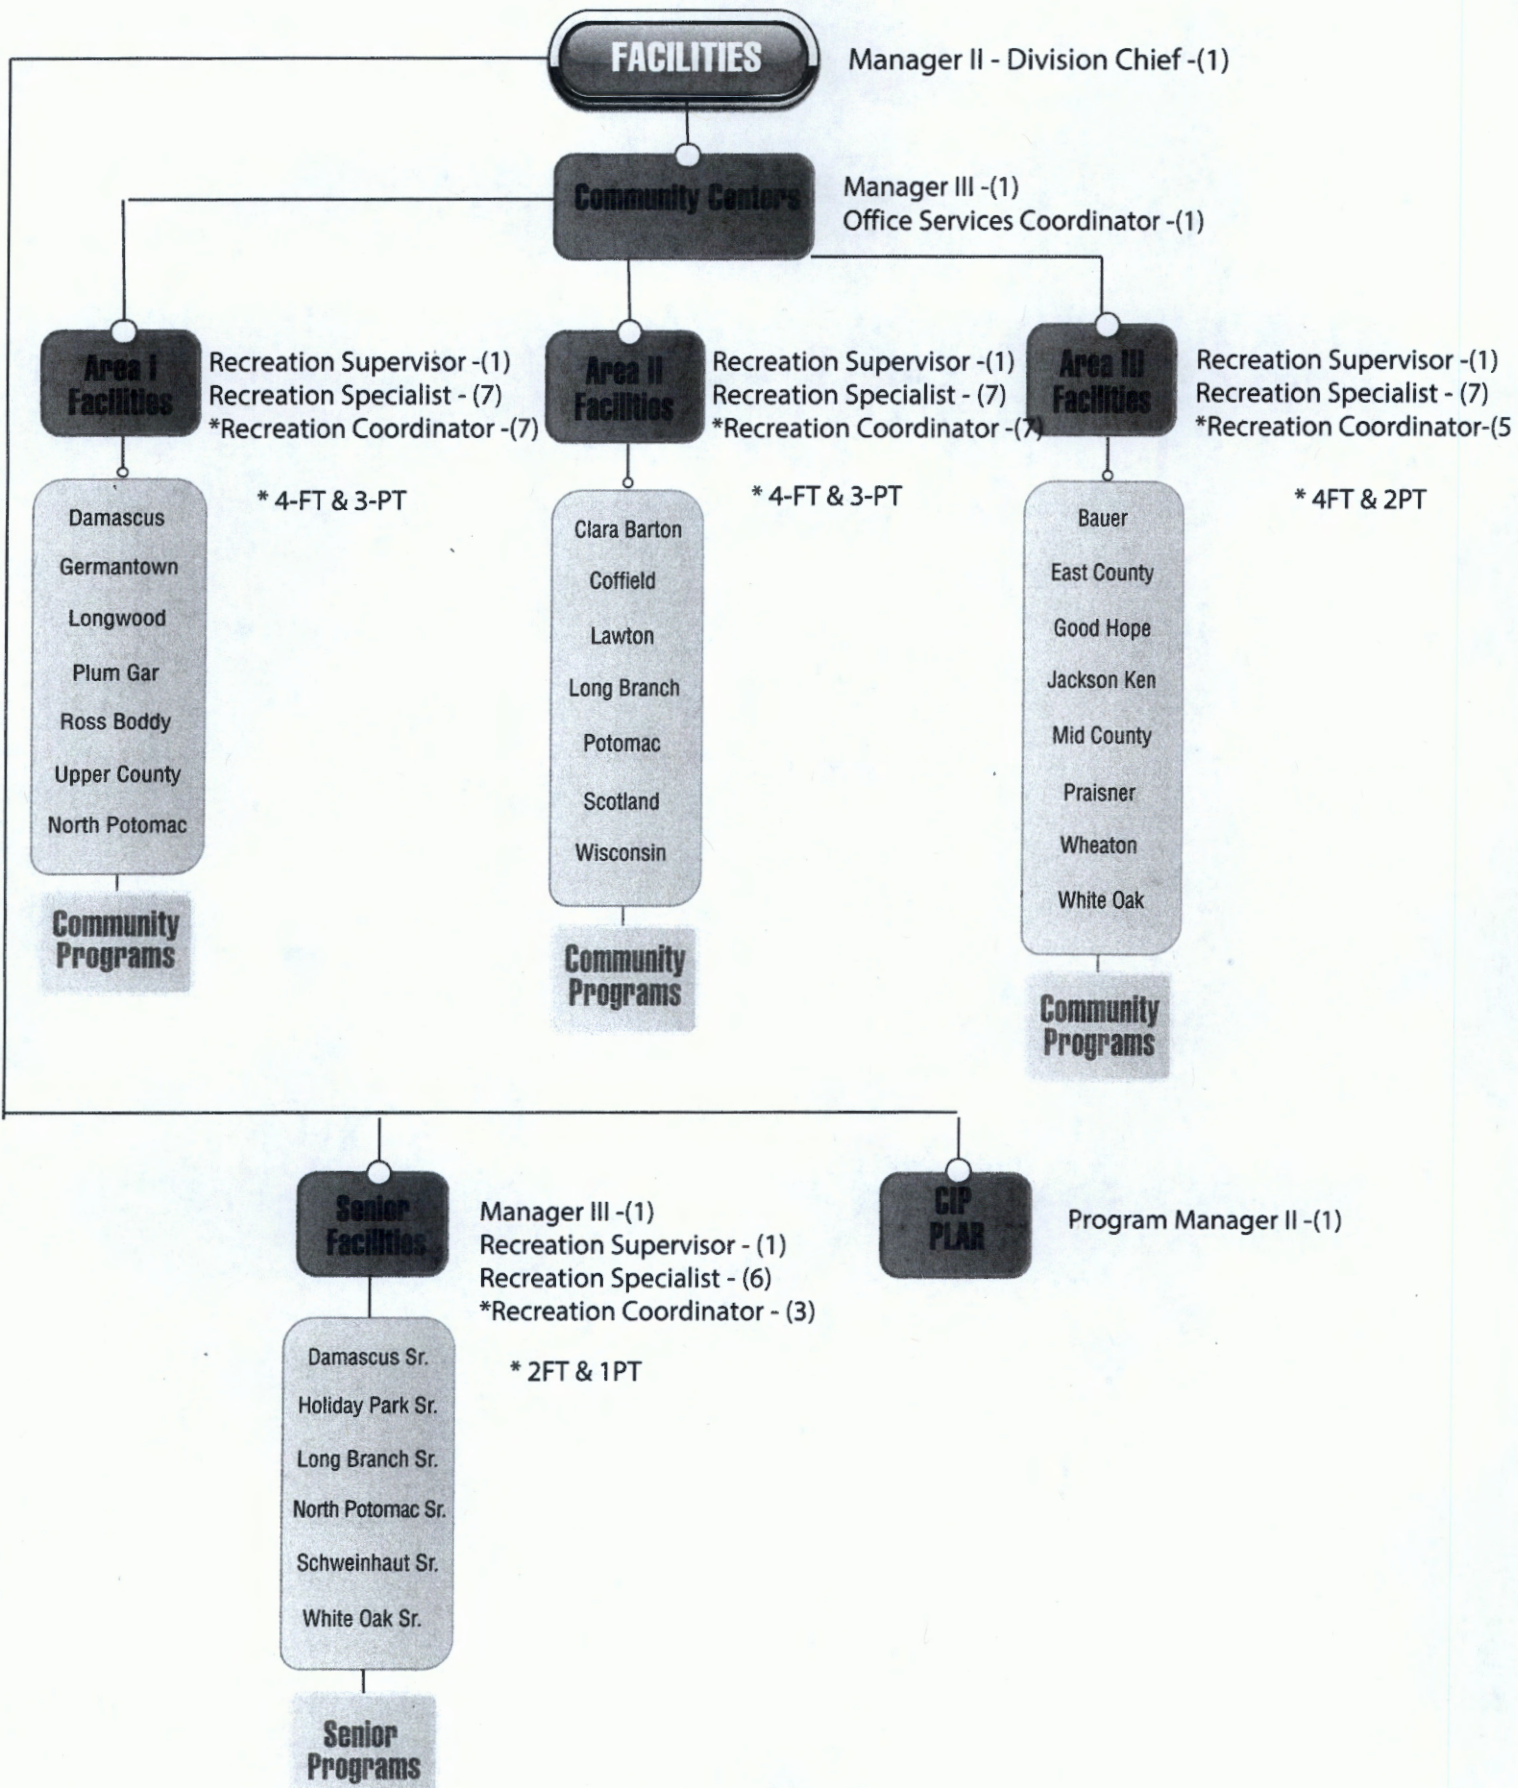 FACILITIES
Manager II - Division Chief -(1)
Community Centers
Manager III -(1)
Office Services Coordinator -(1)
Area I
Facilities
Recreation Supervisor -(1)
Recreation Specialist - (7)
*Recreation Coordinator -(7)
* 4-FT & 3-PT
Damascus
Germantown
Longwood
Plum Gar
Ross Boddy
Upper County
North Potomac
Community
Programs
Area II
Facilities
Recreation Supervisor -(1)
Recreation Specialist - (7)
*Recreation Coordinator -(7)
* 4-FT & 3-PT
Clara Barton
Coffield
Lawton
Long Branch
Potomac
Scotland
Wisconsin
Community
Programs
Area III
Facilities
Recreation Supervisor -(1)
Recreation Specialist - (7)
*Recreation Coordinator-(5
* 4FT & 2PT
Bauer
East County
Good Hope
Jackson Ken
Mid County
Praisner
Wheaton
White Oak
Community
Programs
Senior
Facilities
Manager III -(1)
Recreation Supervisor - (1)
Recreation Specialist - (6)
*Recreation Coordinator - (3)
* 2FT & 1PT
Damascus Sr.
Holiday Park Sr.
Long Branch Sr.
North Potomac Sr.
Schweinhaut Sr.
White Oak Sr.
Senior
Programs
CIP
PLAR
Program Manager II -(1)